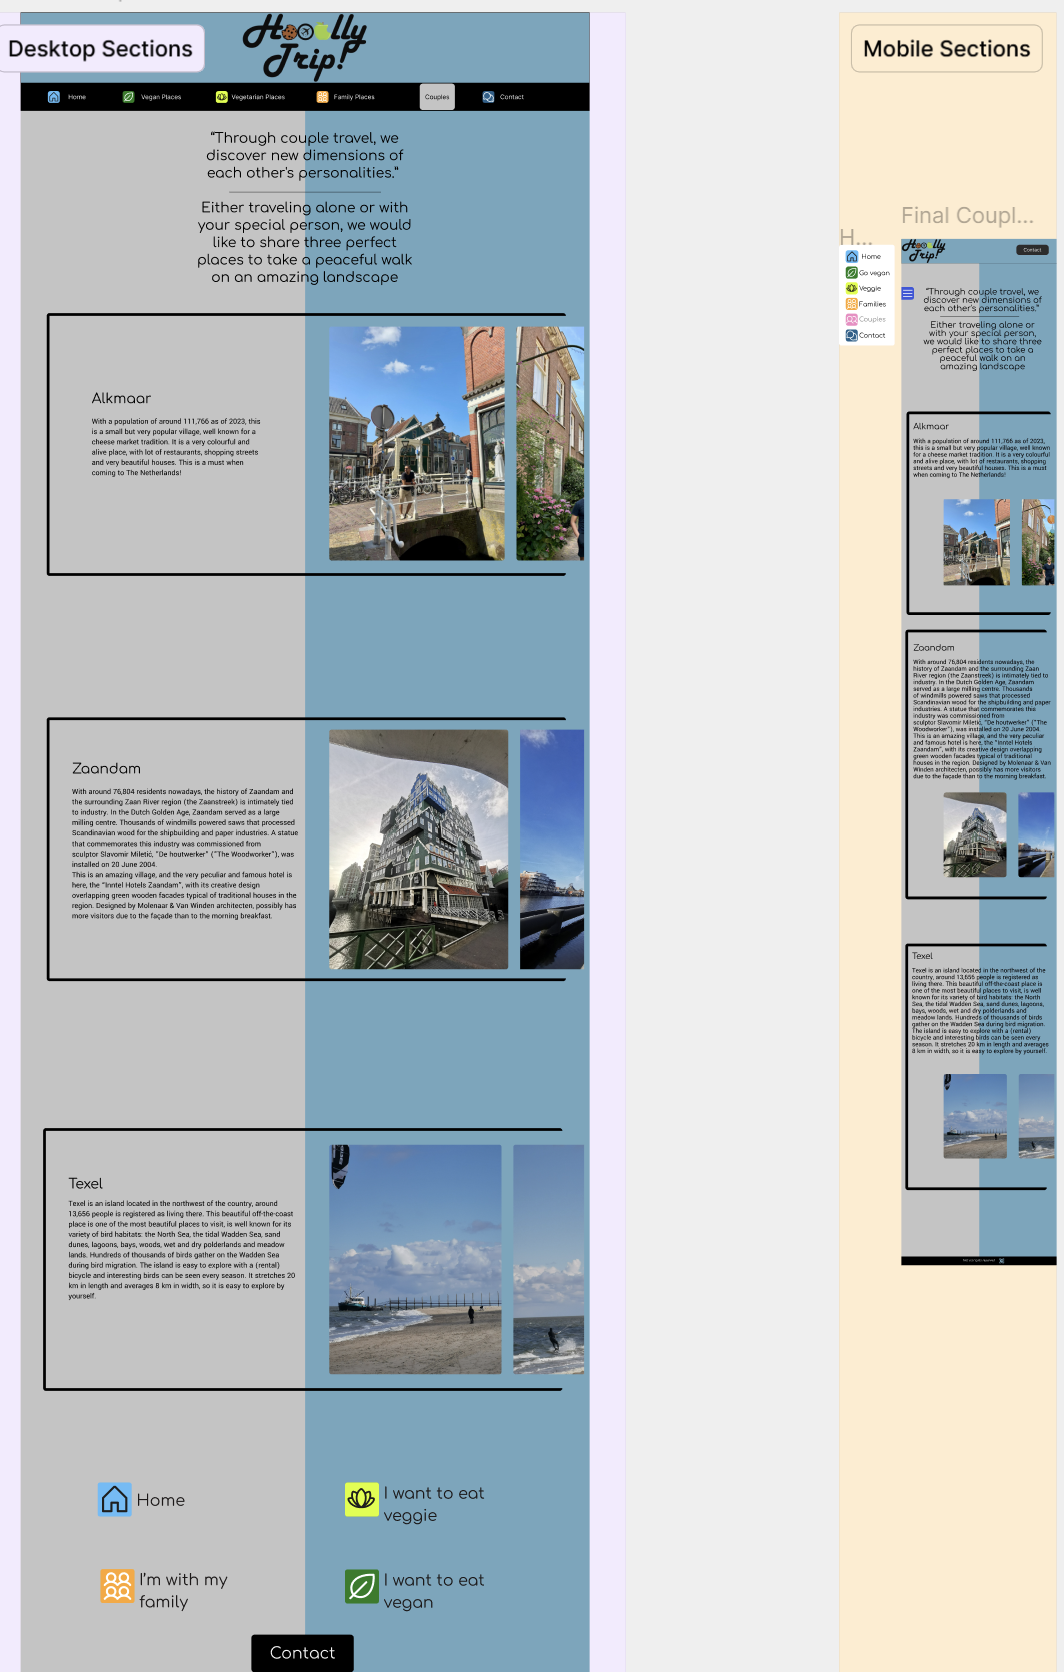 Desktop Sections
Hooolly
Trip!
Home
Vegan Places
Vegetarian Places
Family Places
Couples
Contact
“Through couple travel, we
discover new dimensions of
each other's personalities.”
Either traveling alone or with
your special person, we would
like to share three perfect
places to take a peaceful walk
on an amazing landscape
Alkmaar
With a population of around 111,766 as of 2023, this
is a small but very popular village, well known for a
cheese market tradition. It is a very colourful and
alive place, with lot of restaurants, shopping streets
and very beautiful houses. This is a must when
coming to The Netherlands!
Zaandam
With around 76,804 residents nowadays, the history of Zaandam and
the surrounding Zaan River region (the Zaanstreek) is intimately tied
to industry. In the Dutch Golden Age, Zaandam served as a large
milling centre. Thousands of windmills powered saws that processed
Scandinavian wood for the shipbuilding and paper industries. A statue
that commemorates this industry was commissioned from
sculptor Slavomir Miletić, “De houtwerker” (“The Woodworker”), was
installed on 20 June 2004.
This is an amazing village, and the very peculiar and famous hotel is
here, the “Inntel Hotels Zaandam”, with its creative design
overlapping green wooden facades typical of traditional houses in the
region. Designed by Molenaar & Van Winden architecten, possibly has
more visitors due to the façade than to the morning breakfast.
Texel
Texel is an island located in the northwest of the country, around
13,656 people is registered as living there. This beautiful off-the-coast
place is one of the most beautiful places to visit, is well known for its
variety of bird habitats: the North Sea, the tidal Wadden Sea, sand
dunes, lagoons, bays, woods, wet and dry polderlands and meadow
lands. Hundreds of thousands of birds gather on the Wadden Sea
during bird migration. The island is easy to explore with a (rental)
bicycle and interesting birds can be seen every season. It stretches 20
km in length and averages 8 km in width, so it is easy to explore by
yourself.
Home
I want to eat
veggie
I’m with my
family
I want to eat
vegan
Contact
Mobile Sections
H...
Home
Go vegan
Veggie
Families
Couples
Contact
Final Coupl...
Hooolly
Trip!
Contact
“Through couple travel, we
discover new dimensions of
each other's personalities.”
Either traveling alone or
with your special person,
we would like to share three
perfect places to take a
peaceful walk on an
amazing landscape
Alkmaar
With a population of around 111,766 as of 2023,
this is a small but very popular village, well known
for a cheese market tradition. It is a very colourful
and alive place, with lot of restaurants, shopping
streets and very beautiful houses. This is a must
when coming to The Netherlands!
Zaandam
With around 76,804 residents nowadays, the
history of Zaandam and the surrounding Zaan
River region (the Zaanstreek) is intimately tied to
industry. In the Dutch Golden Age, Zaandam
served as a large milling centre. Thousands
of windmills powered saws that processed
Scandinavian wood for the shipbuilding and paper
industries. A statue that commemorates this
industry was commissioned from
sculptor Slavomir Miletić, “De houtwerker” (“The
Woodworker”), was installed on 20 June 2004.
This is an amazing village, and the very peculiar
and famous hotel is here, the “Inntel Hotels
Zaandam”, with its creative design overlapping
green wooden facades typical of traditional
houses in the region. Designed by Molenaar & Van
Winden architecten, possibly has more visitors
due to the façade than to the morning breakfast.
Texel
Texel is an island located in the northwest of the
country, around 13,656 people is registered as
living there. This beautiful off-the-coast place is
one of the most beautiful places to visit, is well
known for its variety of bird habitats: the North
Sea, the tidal Wadden Sea, sand dunes, lagoons,
bays, woods, wet and dry polderlands and
meadow lands. Hundreds of thousands of birds
gather on the Wadden Sea during bird migration.
The island is easy to explore with a (rental)
bicycle and interesting birds can be seen every
season. It stretches 20 km in length and averages
8 km in width, so it is easy to explore by yourself.